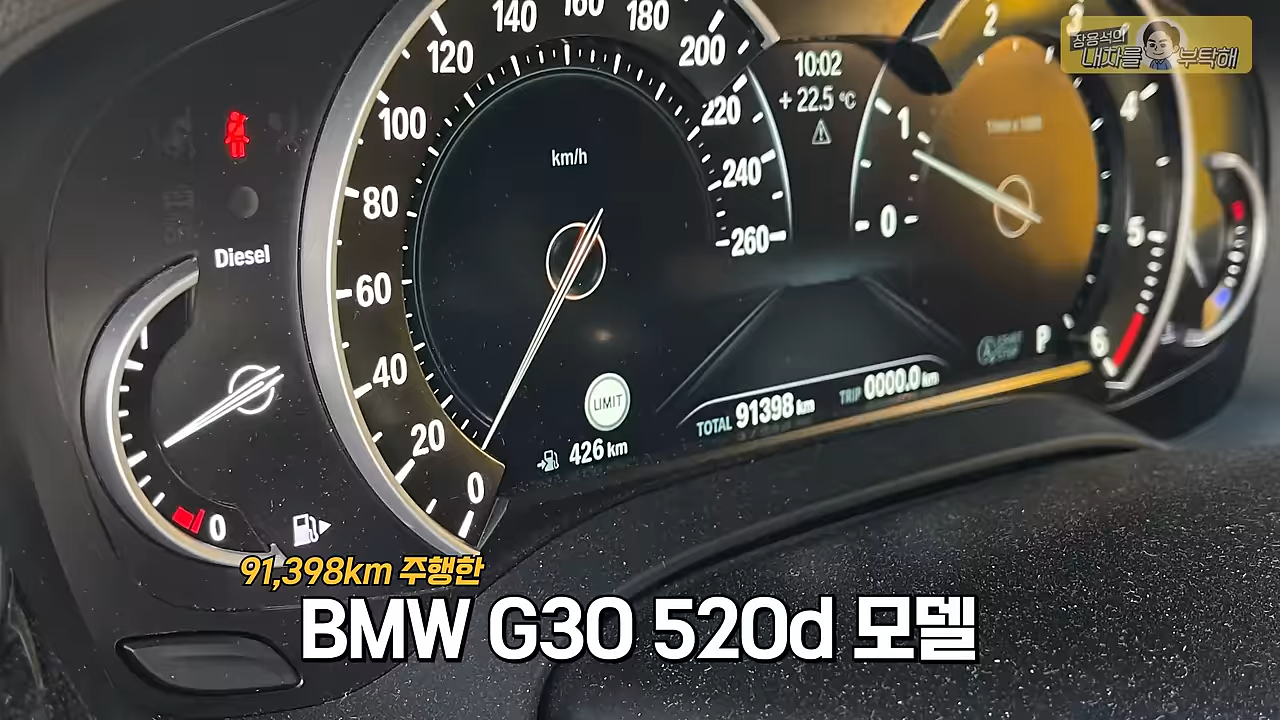 장용석의
내차를 부탁해
140 160 180
120 200
100 220
80 240
60 260
40
20
0
km/h
10:02
+ 22.5 °C
Diesel
0
LIMIT
426 km
TOTAL 91398 km
TRIP 0000.0 km
0 1 2 3 4 5 6
P
91,398km 주행한
BMW G30 520d 모델